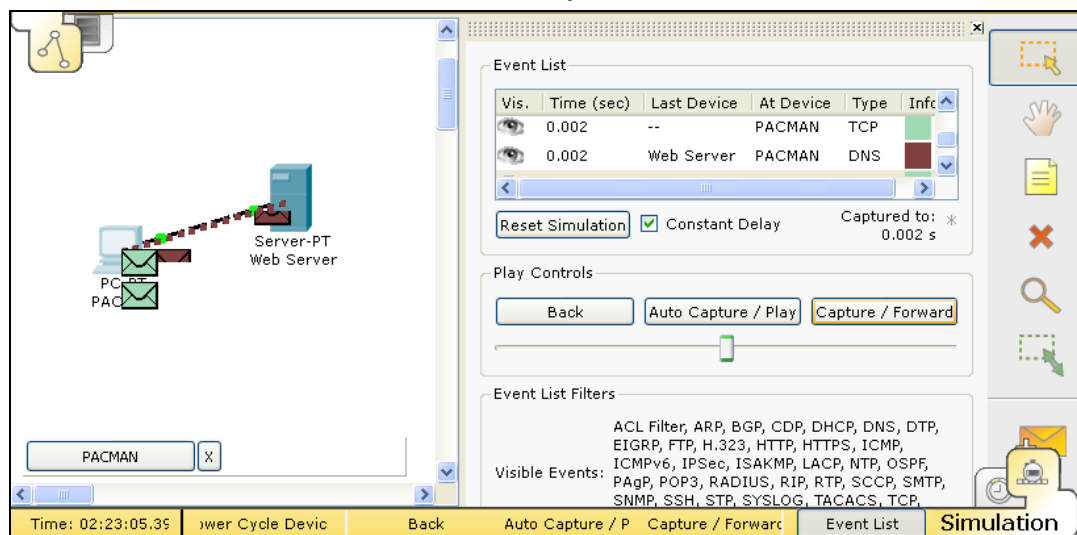 Event List
Vis. Time (sec) Last Device At Device Type Info
0.002 -- PACMAN TCP
0.002 Web Server PACMAN DNS
Reset Simulation Constant Delay Captured to: *
0.002 s
Server-PT
Web Server
PC-PT
PAC
Play Controls
Back Auto Capture / Play Capture / Forward
Event List Filters
Visible Events:
ACL Filter, ARP, BGP, CDP, DHCP, DNS, DTP,
EIGRP, FTP, H.323, HTTP, HTTPS, ICMP,
ICMPv6, IPSec, ISAKMP, LACP, NTP, OSPF,
PAgP, POP3, RADIUS, RIP, RTP, SCCP, SMTP,
SNMP, SSH, STP, SYSLOG, TACACS, TCP,
PACMAN X
Time: 02:23:05.39 ower Cycle Devic Back Auto Capture / P Capture / Forwarc Event List Simulation